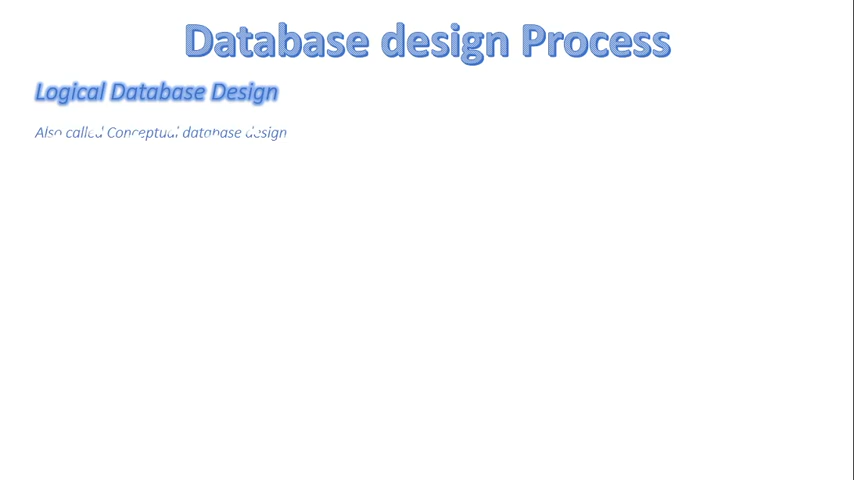 Database design Process
Logical Database Design
Also called Conceptual database design